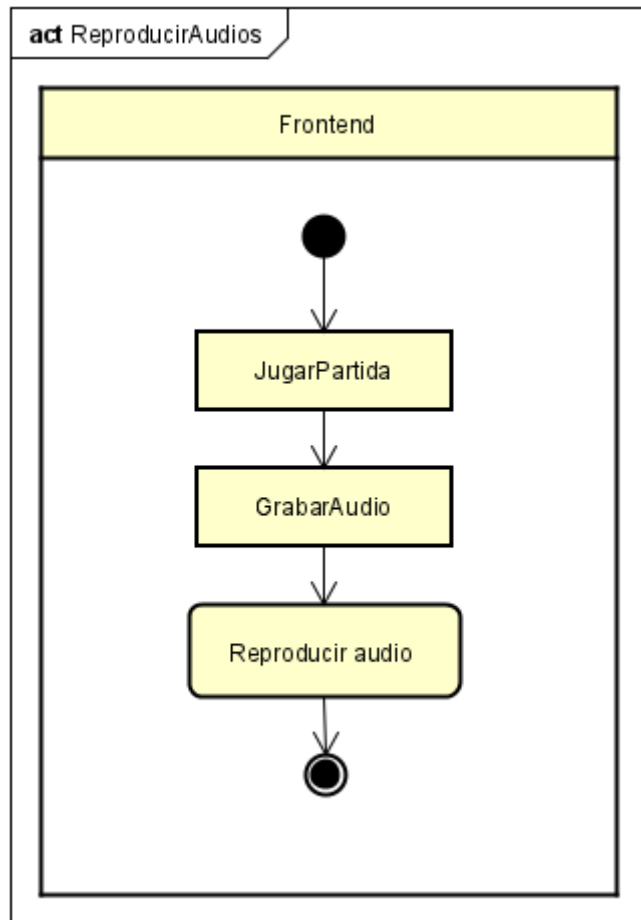 act ReproducirAudios
Frontend
JugarPartida
GrabarAudio
Reproducir audio